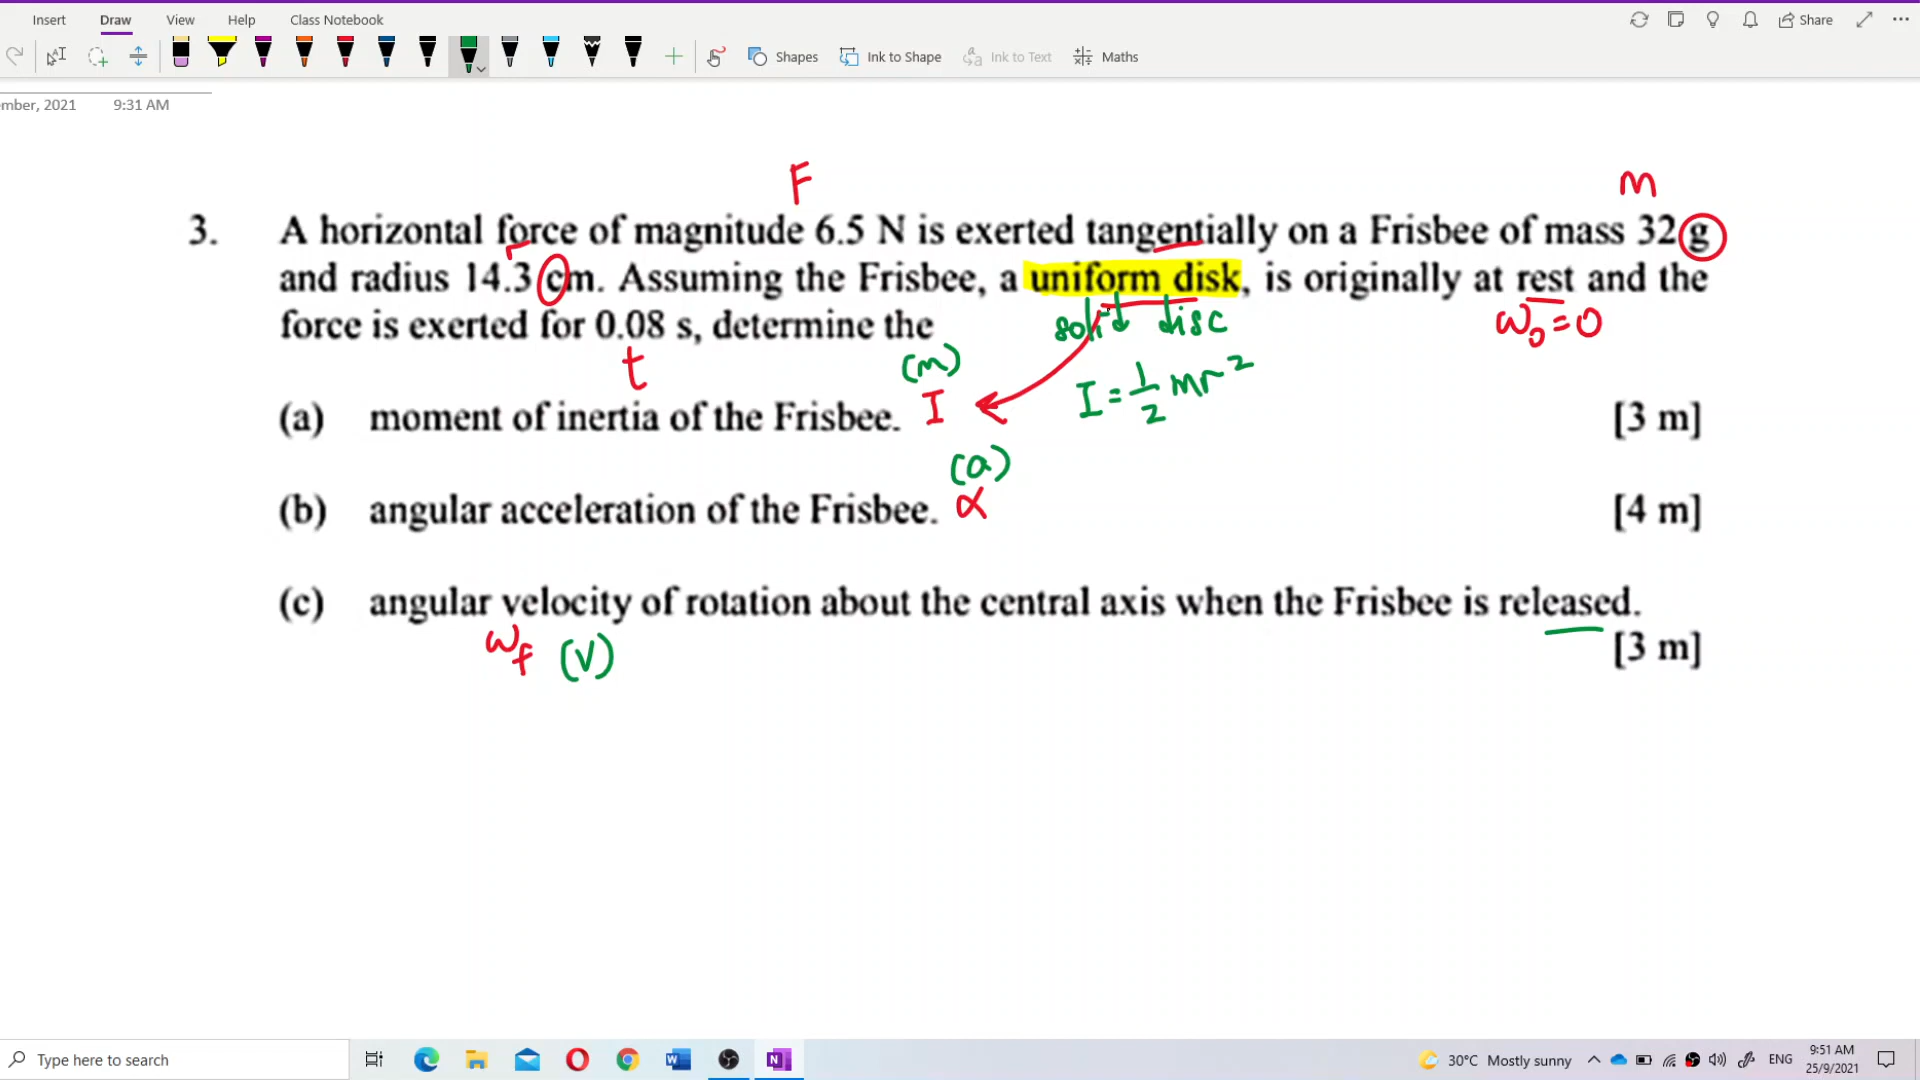 Insert Draw View Help Class Notebook Share
Shapes Ink to Shape Ink to Text Maths
mber, 2021 9:31 AM
F m
3. A horizontal force of magnitude 6.5 N is exerted tangentially on a Frisbee of mass 32 g
r
and radius 14.3 cm. Assuming the Frisbee, a uniform disk, is originally at rest and the
solid disc ω₀ = 0
force is exerted for 0.08 s, determine the
t (m) I = 1/2 mr²
(a) moment of inertia of the Frisbee. I [3 m]
(a)
(b) angular acceleration of the Frisbee. α [4 m]
(c) angular velocity of rotation about the central axis when the Frisbee is released.
ωf (v) [3 m]
Type here to search 30°C Mostly sunny ENG 9:51 AM
25/9/2021